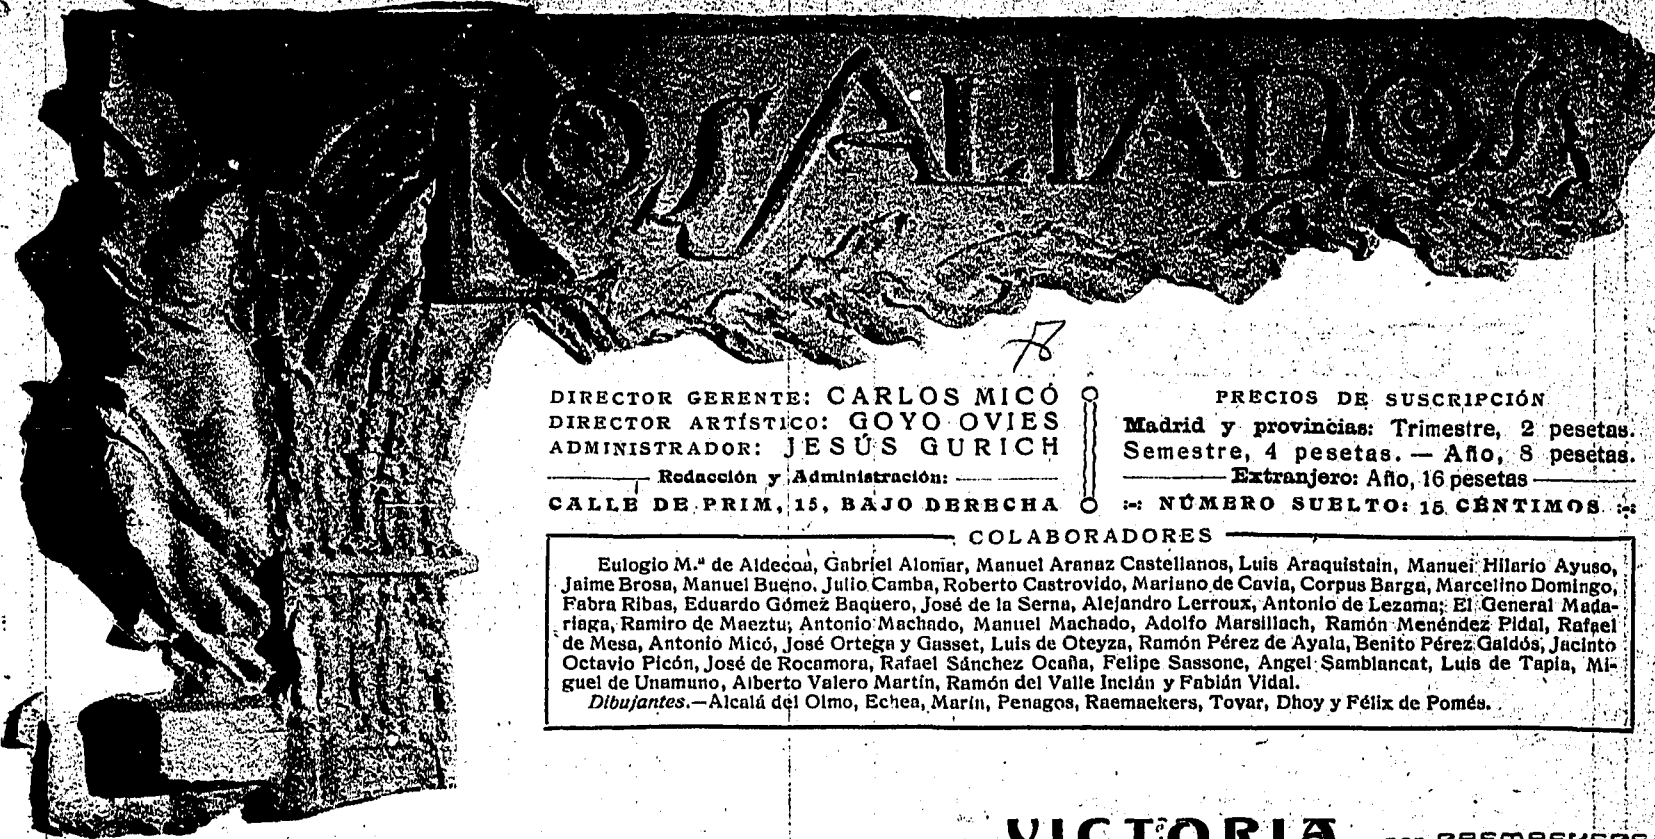 LOS ALIADOS
DIRECTOR GERENTE: CARLOS MICÓ
DIRECTOR ARTÍSTICO: GOYO OVIES
ADMINISTRADOR: JESÚS GURICH
Redacción y Administración:
CALLE DE PRIM, 15, BAJO DERECHA
PRECIOS DE SUSCRIPCIÓN
Madrid y provincias: Trimestre, 2 pesetas.
Semestre, 4 pesetas. — Año, 8 pesetas.
Extranjero: Año, 16 pesetas
:-: NÚMERO SUELTO: 15 CÉNTIMOS :-:
COLABORADORES
Eulogio M.ª de Aldecoa, Gabriel Alomar, Manuel Aranaz Castellanos, Luis Araquistain, Manuel Hilario Ayuso,
Jaime Brosa, Manuel Bueno, Julio Camba, Roberto Castrovido, Mariano de Cavia, Corpus Barga, Marcelino Domingo,
Fabra Ribas, Eduardo Gómez Baquero, José de la Serna, Alejandro Lerroux, Antonio de Lezama; El General Mada-
riaga, Ramiro de Maeztu; Antonio Machado, Manuel Machado, Adolfo Marsillach, Ramón Menéndez Pidal, Rafael
de Mesa, Antonio Micó, José Ortega y Gasset, Luis de Oteyza, Ramón Pérez de Ayala, Benito Pérez Galdós, Jacinto
Octavio Picón, José de Rocamora, Rafael Sánchez Ocaña, Felipe Sassone, Angel Samblancat, Luis de Tapia, Mi-
guel de Unamuno, Alberto Valero Martín, Ramón del Valle Inclán y Fabián Vidal.
Dibujantes.—Alcalá del Olmo, Echea, Marín, Penagos, Raemaekers, Tovar, Dhoy y Félix de Pomés.
VICTORIA